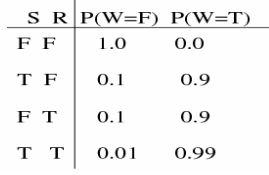 S R P(W=F) P(W=T)
F F 1.0 0.0
T F 0.1 0.9
F T 0.1 0.9
T T 0.01 0.99